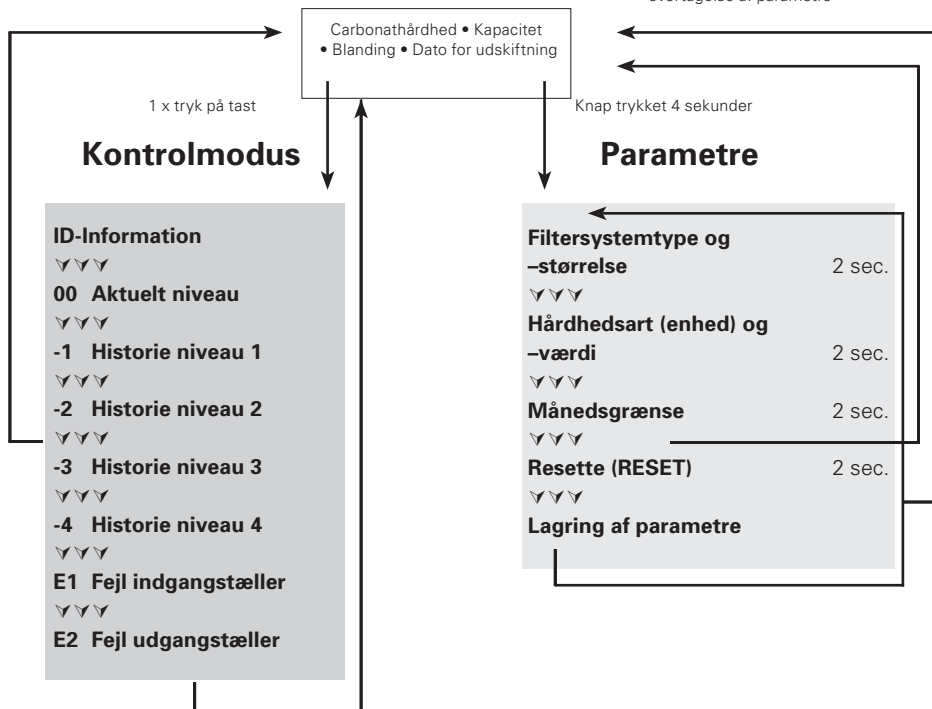 overtagelse af parametre
Carbonathårdhed • Kapacitet
• Blanding • Dato for udskiftning
1 x tryk på tast
Knap trykket 4 sekunder
Kontrolmodus
Parametre
ID-Information
00 Aktuelt niveau
-1 Historie niveau 1
-2 Historie niveau 2
-3 Historie niveau 3
-4 Historie niveau 4
E1 Fejl indgangstæller
E2 Fejl udgangstæller
Filtersystemtype og
–størrelse 2 sec.
Hårdhedsart (enhed) og
–værdi 2 sec.
Månedsgrænse 2 sec.
Resette (RESET) 2 sec.
Lagring af parametre